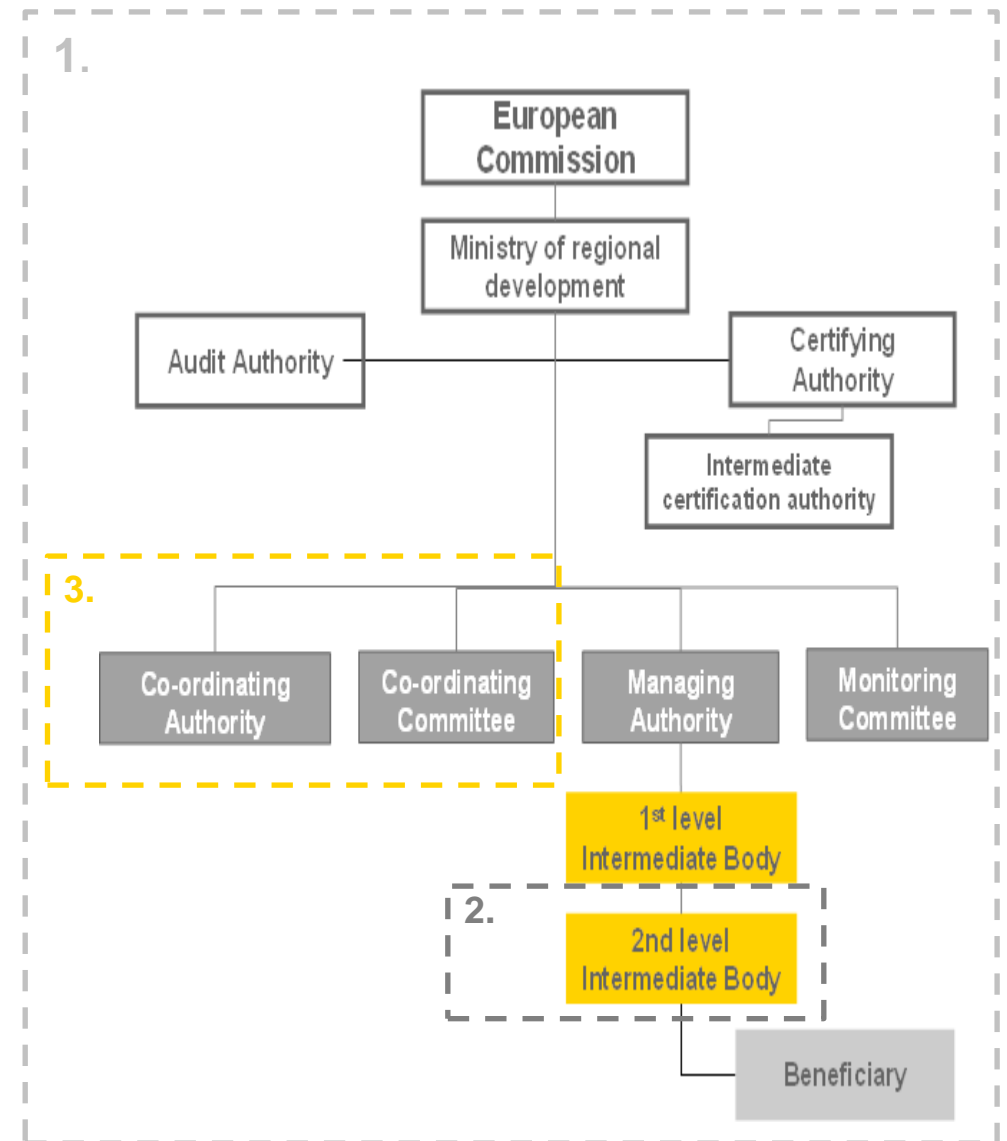 1.
European
Commission
Ministry of regional
development
Audit Authority
Certifying
Authority
Intermediate
certification authority
3.
Co-ordinating
Authority
Co-ordinating
Committee
Managing
Authority
Monitoring
Committee
1st level
Intermediate Body
2.
2nd level
Intermediate Body
Beneficiary